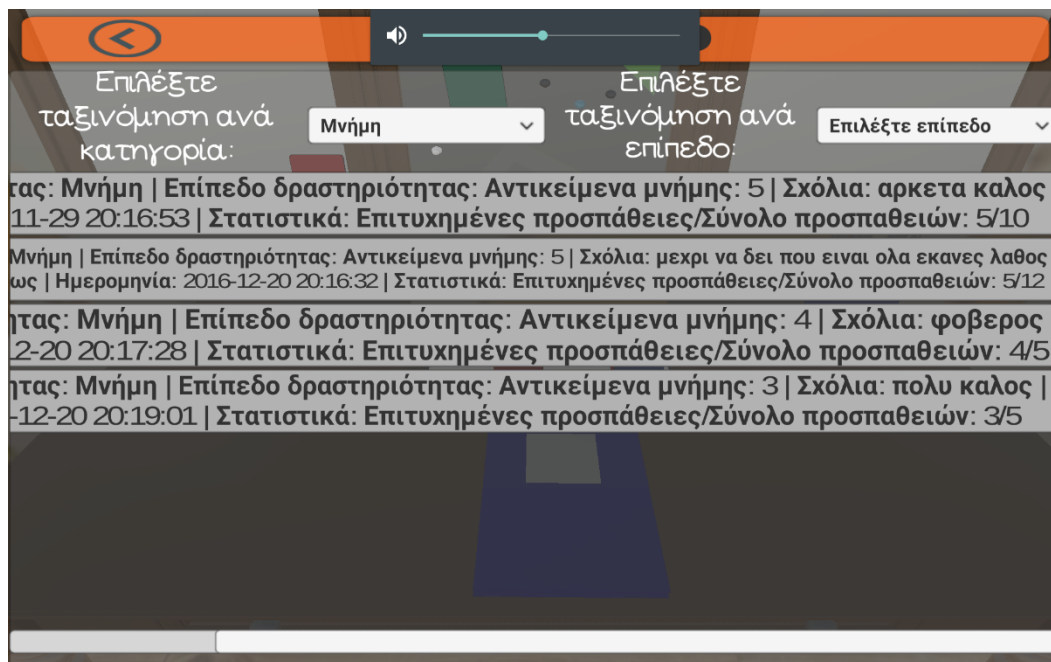 Επιλέξτε
ταξινόμηση ανά
κατηγορία:
Μνήμη
Επιλέξτε
ταξινόμηση ανά
επίπεδο:
Επιλέξτε επίπεδο
τας: Μνήμη | Επίπεδο δραστηριότητας: Αντικείμενα μνήμης: 5 | Σχόλια: αρκετα καλος
11-29 20:16:53 | Στατιστικά: Επιτυχημένες προσπάθειες/Σύνολο προσπαθειών: 5/10
Μνήμη | Επίπεδο δραστηριότητας: Αντικείμενα μνήμης: 5 | Σχόλια: μεχρι να δει που ειναι ολα εκανες λαθος
ως | Ημερομηνία: 2016-12-20 20:16:32 | Στατιστικά: Επιτυχημένες προσπάθειες/Σύνολο προσπαθειών: 5/12
ητας: Μνήμη | Επίπεδο δραστηριότητας: Αντικείμενα μνήμης: 4 | Σχόλια: φοβερος
2-20 20:17:28 | Στατιστικά: Επιτυχημένες προσπάθειες/Σύνολο προσπαθειών: 4/5
ητας: Μνήμη | Επίπεδο δραστηριότητας: Αντικείμενα μνήμης: 3 | Σχόλια: πολυ καλος |
-12-20 20:19:01 | Στατιστικά: Επιτυχημένες προσπάθειες/Σύνολο προσπαθειών: 3/5